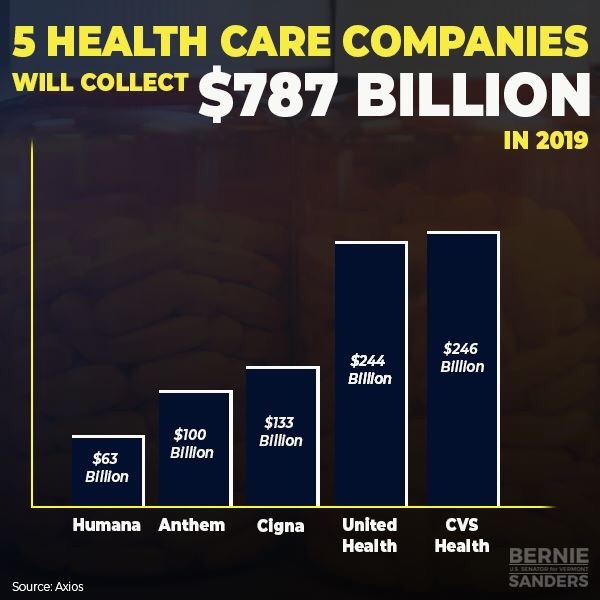 5 HEALTH CARE COMPANIES
WILL COLLECT $787 BILLION
IN 2019
$63
Billion
$100
Billion
$133
Billion
$244
Billion
$246
Billion
Humana Anthem Cigna United Health CVS Health
BERNIE
U.S. SENATOR for VERMONT
SANDERS
Source: Axios